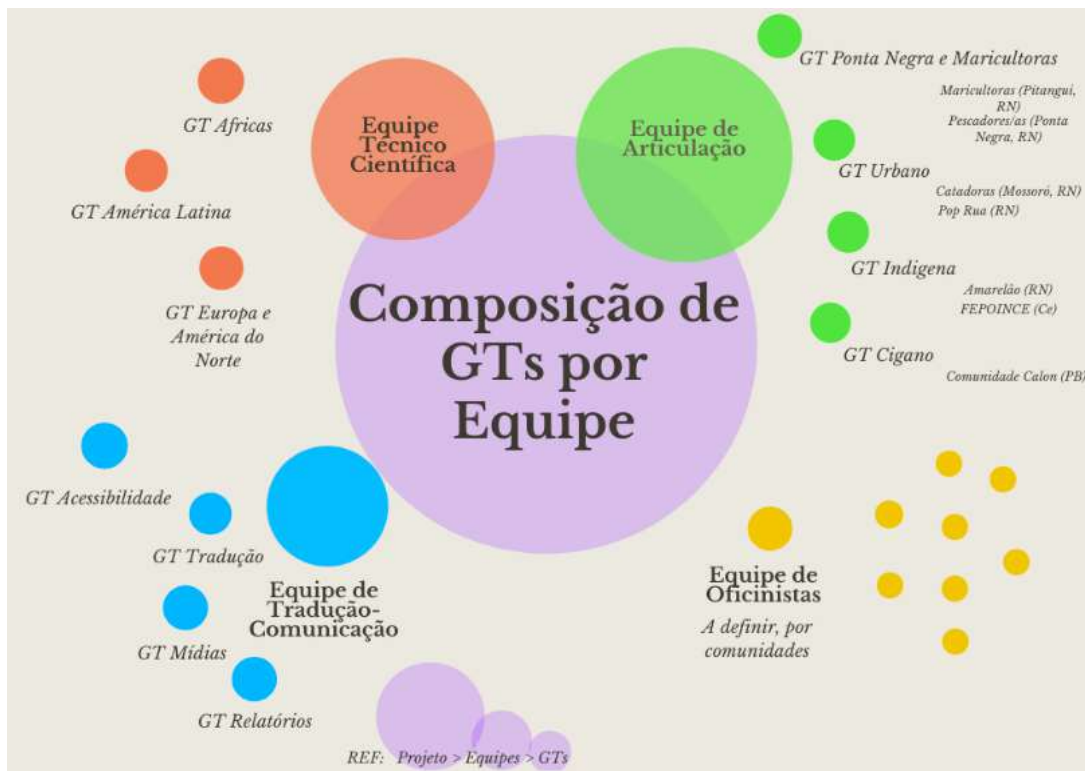 Composição de
GTs por
Equipe
Equipe
Técnico
Científica
GT Africas
GT América Latina
GT Europa e
América do
Norte
Equipe de
Articulação
GT Ponta Negra e Maricultoras
Maricultoras (Pitangui,
RN)
Pescadores/as (Ponta
Negra, RN)
GT Urbano
Catadoras (Mossoró, RN)
Pop Rua (RN)
GT Indigena
Amarelão (RN)
FEPOINCE (Ce)
GT Cigano
Comunidade Calon (PB)
GT Acessibilidade
GT Tradução
Equipe de
Tradução-
Comunicação
GT Mídias
GT Relatórios
Equipe de
Oficinistas
A definir, por
comunidades
REF: Projeto > Equipes > GTs